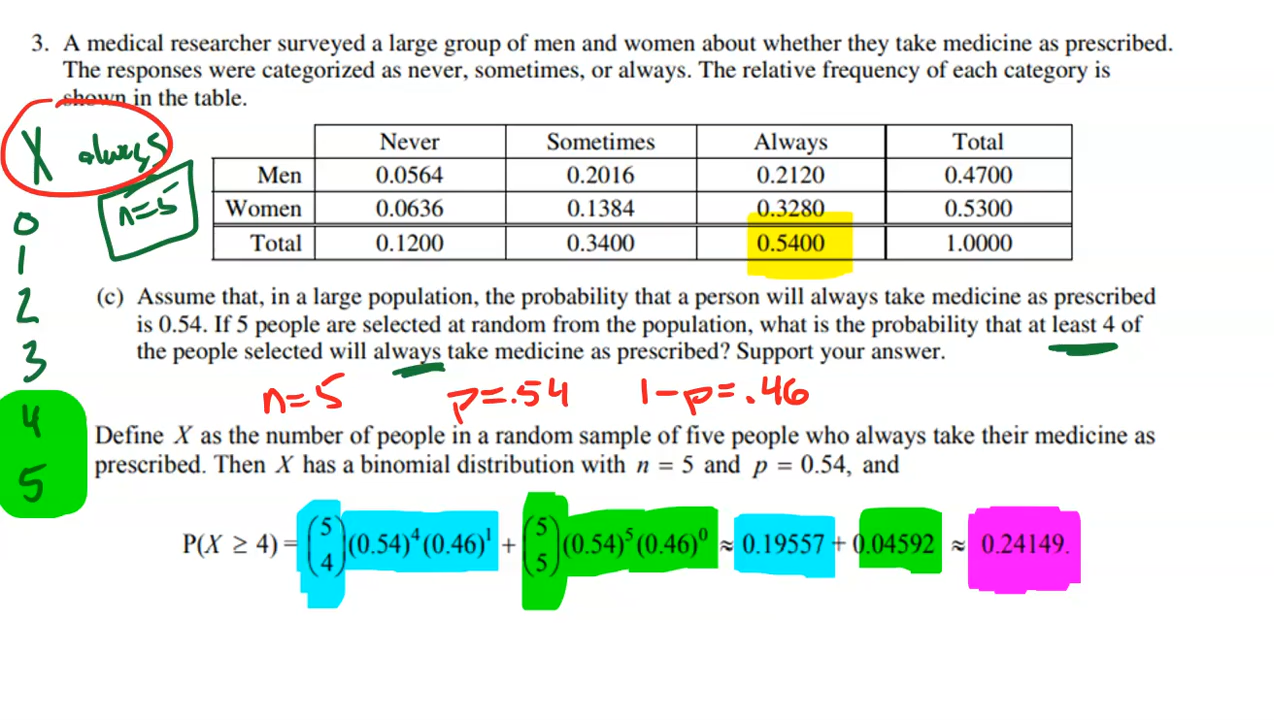 3. A medical researcher surveyed a large group of men and women about whether they take medicine as prescribed.
The responses were categorized as never, sometimes, or always. The relative frequency of each category is
shown in the table.
X always
n=5
0
1
2
3
4
5
Never Sometimes Always Total
Men 0.0564 0.2016 0.2120 0.4700
Women 0.0636 0.1384 0.3280 0.5300
Total 0.1200 0.3400 0.5400 1.0000
(c) Assume that, in a large population, the probability that a person will always take medicine as prescribed
is 0.54. If 5 people are selected at random from the population, what is the probability that at least 4 of
the people selected will always take medicine as prescribed? Support your answer.
n=5 p=.54 1-p=.46
Define X as the number of people in a random sample of five people who always take their medicine as
prescribed. Then X has a binomial distribution with n = 5 and p = 0.54, and
P(X ≥ 4) = (5 4)(0.54)⁴(0.46)¹ + (5 5)(0.54)⁵(0.46)⁰ ≈ 0.19557 + 0.04592 ≈ 0.24149.